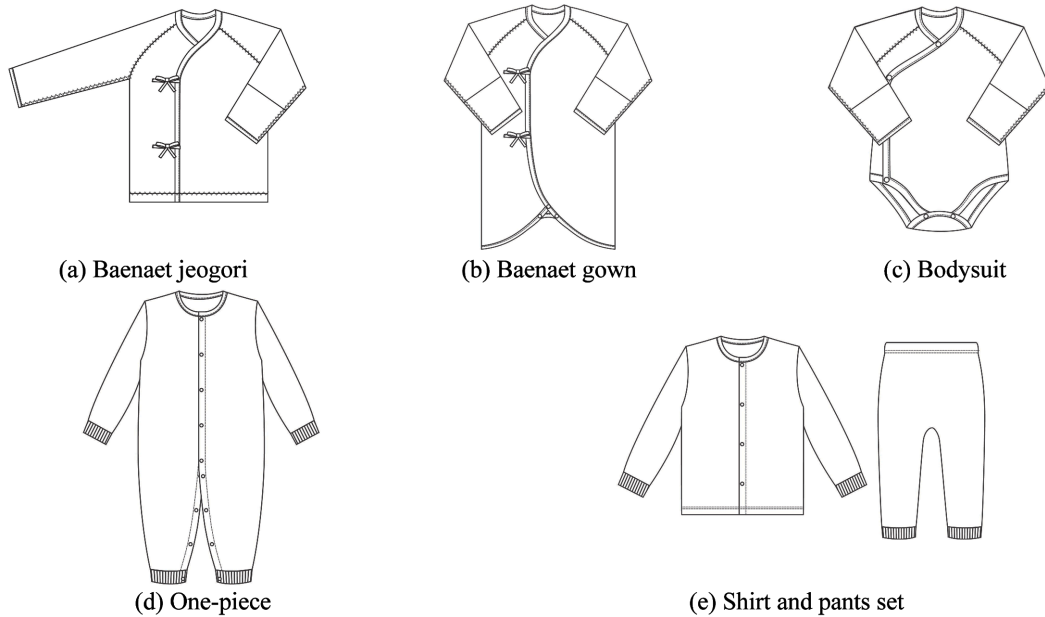 (a) Baenaet jeogori
(b) Baenaet gown
(c) Bodysuit
(d) One-piece
(e) Shirt and pants set